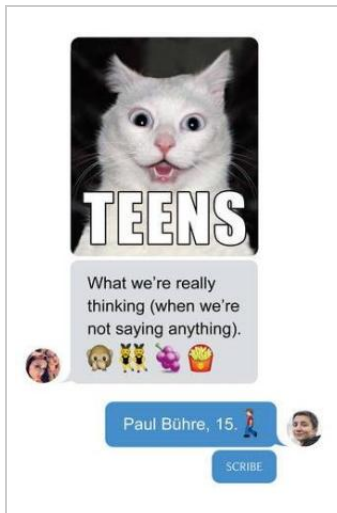 TEENS
What we're really
thinking (when we're
not saying anything).
Paul Bühre, 15.
SCRIBE